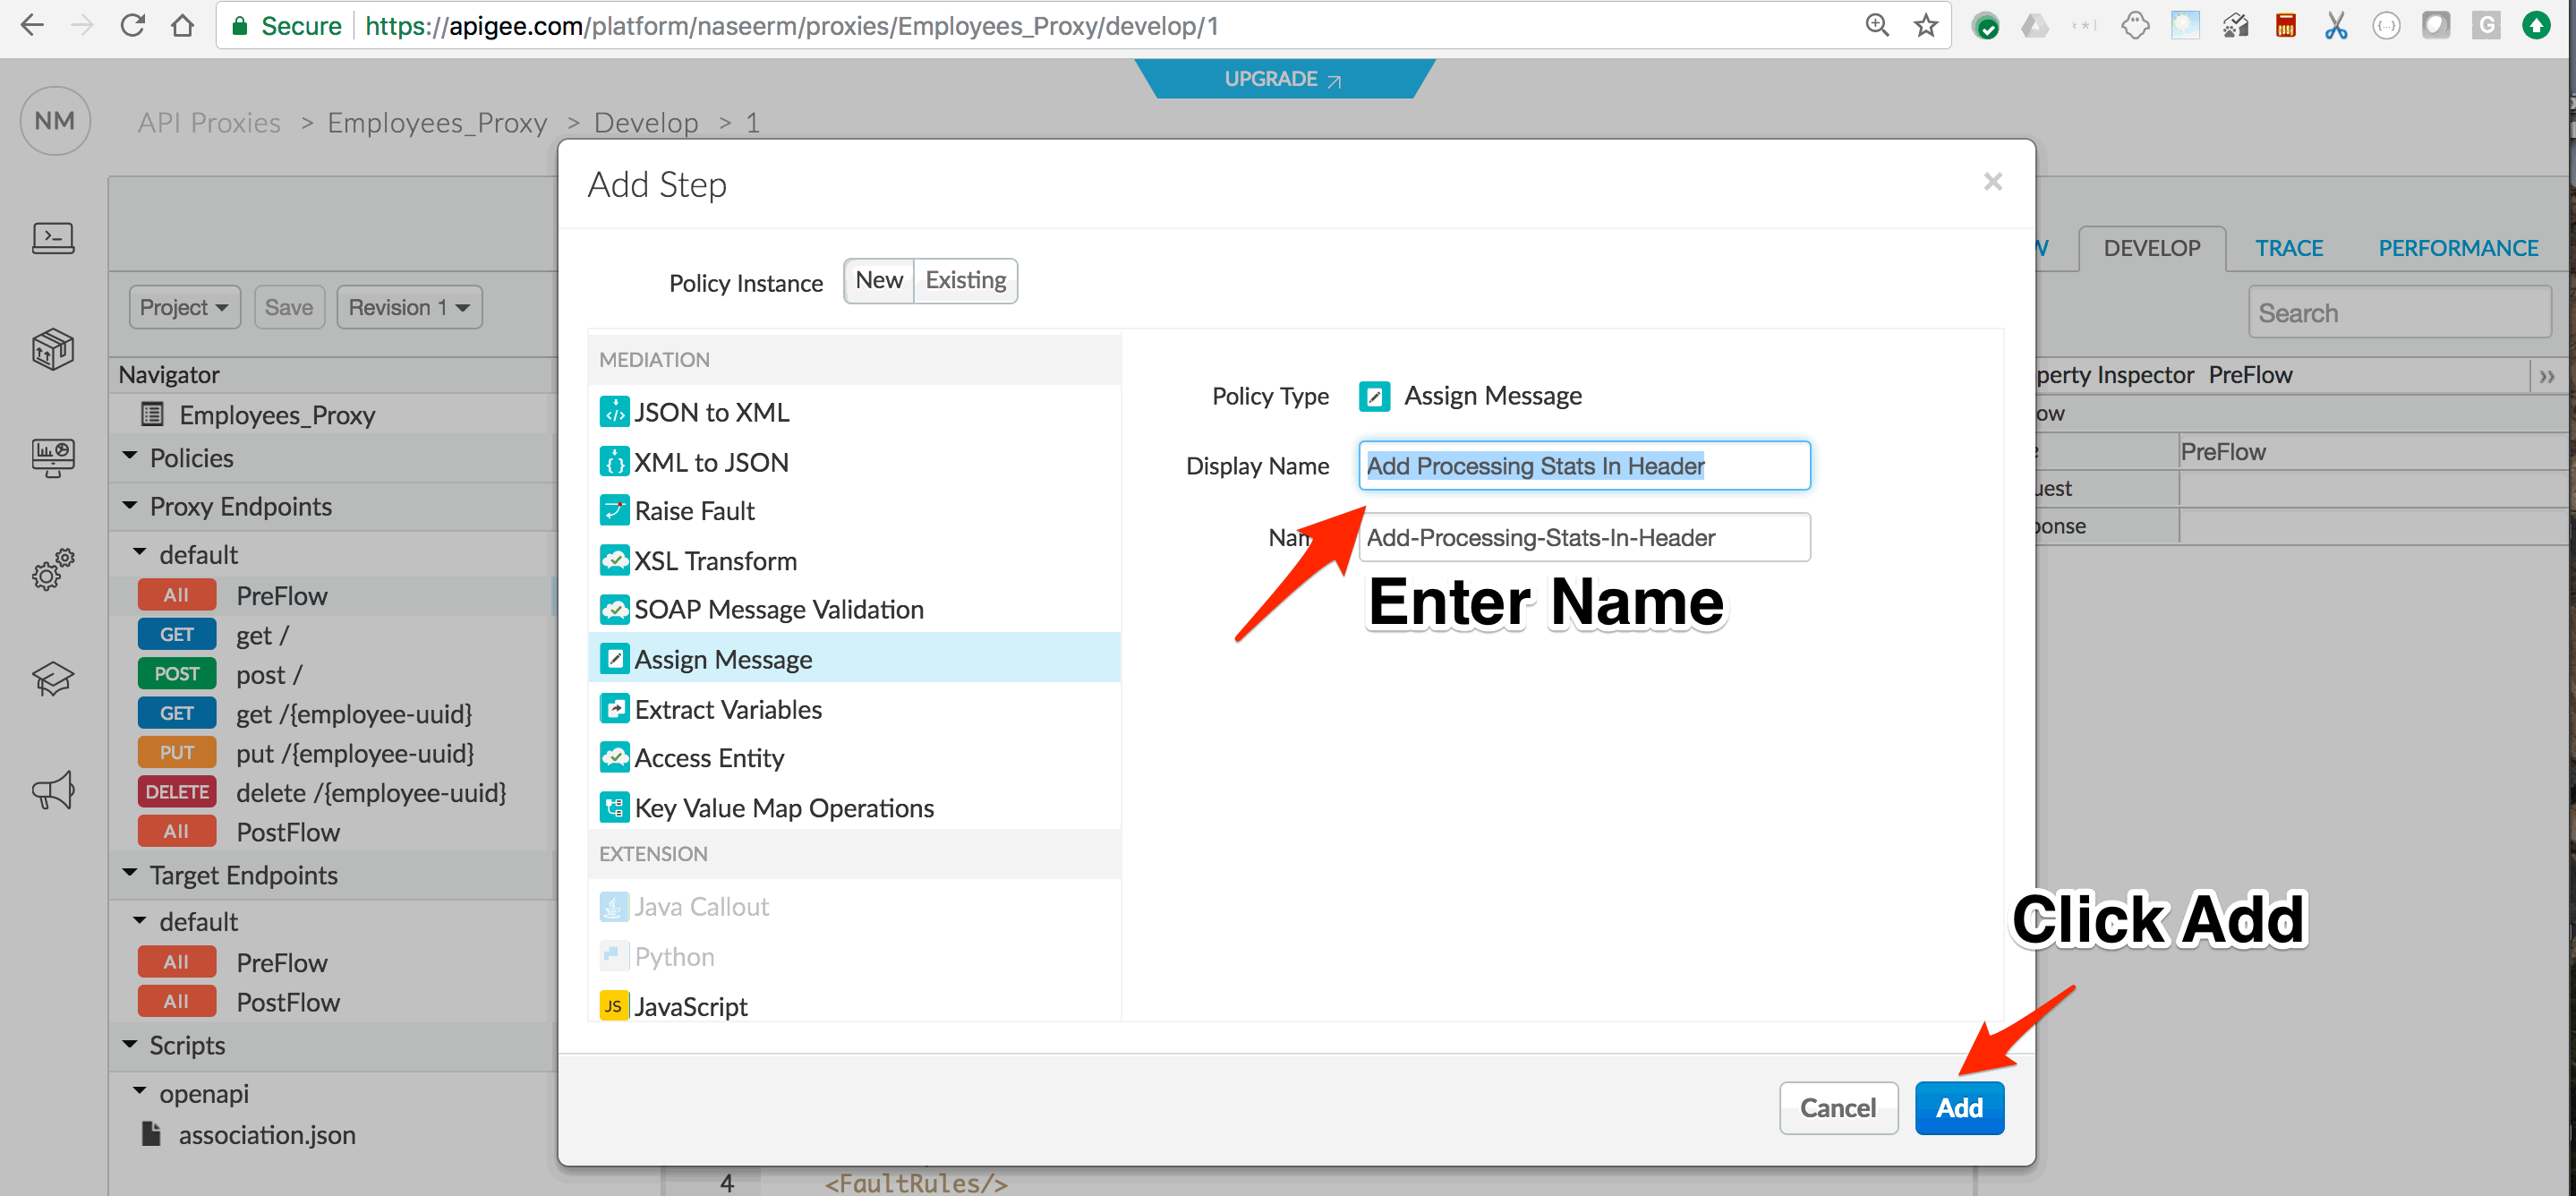 Secure https://apigee.com/platform/naseerm/proxies/Employees_Proxy/develop/1
UPGRADE
NM
API Proxies > Employees_Proxy > Develop > 1
Add Step
×
Policy Instance New Existing
DEVELOP TRACE PERFORMANCE
Project Save Revision 1
Search
Navigator
Employees_Proxy
Policies
Proxy Endpoints
default
All PreFlow
GET get /
POST post /
GET get /{employee-uuid}
PUT put /{employee-uuid}
DELETE delete /{employee-uuid}
All PostFlow
Target Endpoints
default
All PreFlow
All PostFlow
Scripts
openapi
association.json
MEDIATION
JSON to XML
XML to JSON
Raise Fault
XSL Transform
SOAP Message Validation
Assign Message
Extract Variables
Access Entity
Key Value Map Operations
EXTENSION
Java Callout
Python
JS JavaScript
Policy Type Assign Message
Display Name Add Processing Stats In Header
Add-Processing-Stats-In-Header
Enter Name
Click Add
Cancel Add
perty Inspector PreFlow
ow
PreFlow
uest
ponse
4 <FaultRules/>